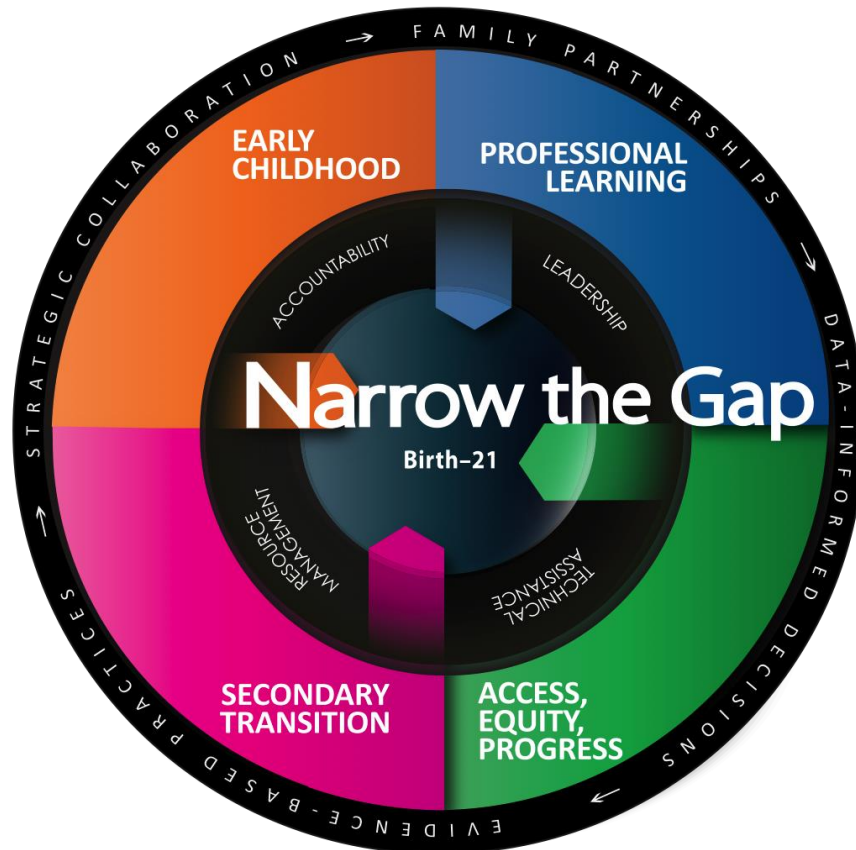 STRATEGIC COLLABORATION → FAMILY PARTNERSHIPS → DATA-INFORMED DECISIONS → EVIDENCE-BASED PRACTICES →
EARLY
CHILDHOOD
PROFESSIONAL
LEARNING
ACCOUNTABILITY
LEADERSHIP
Narrow the Gap
Birth–21
RESOURCE
MANAGEMENT
TECHNICAL
ASSISTANCE
SECONDARY
TRANSITION
ACCESS,
EQUITY,
PROGRESS